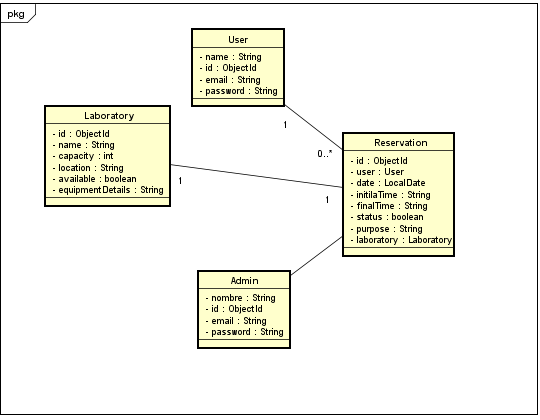 pkg
User
- name : String
- id : ObjectId
- email : String
- password : String
Laboratory
- id : ObjectId
- name : String
- capacity : int
- location : String
- available : boolean
- equipmentDetails : String
1
0..*
1
1
Reservation
- id : ObjectId
- user : User
- date : LocalDate
- initilaTime : String
- finalTime : String
- status : boolean
- purpose : String
- laboratory : Laboratory
Admin
- nombre : String
- id : ObjectId
- email : String
- password : String